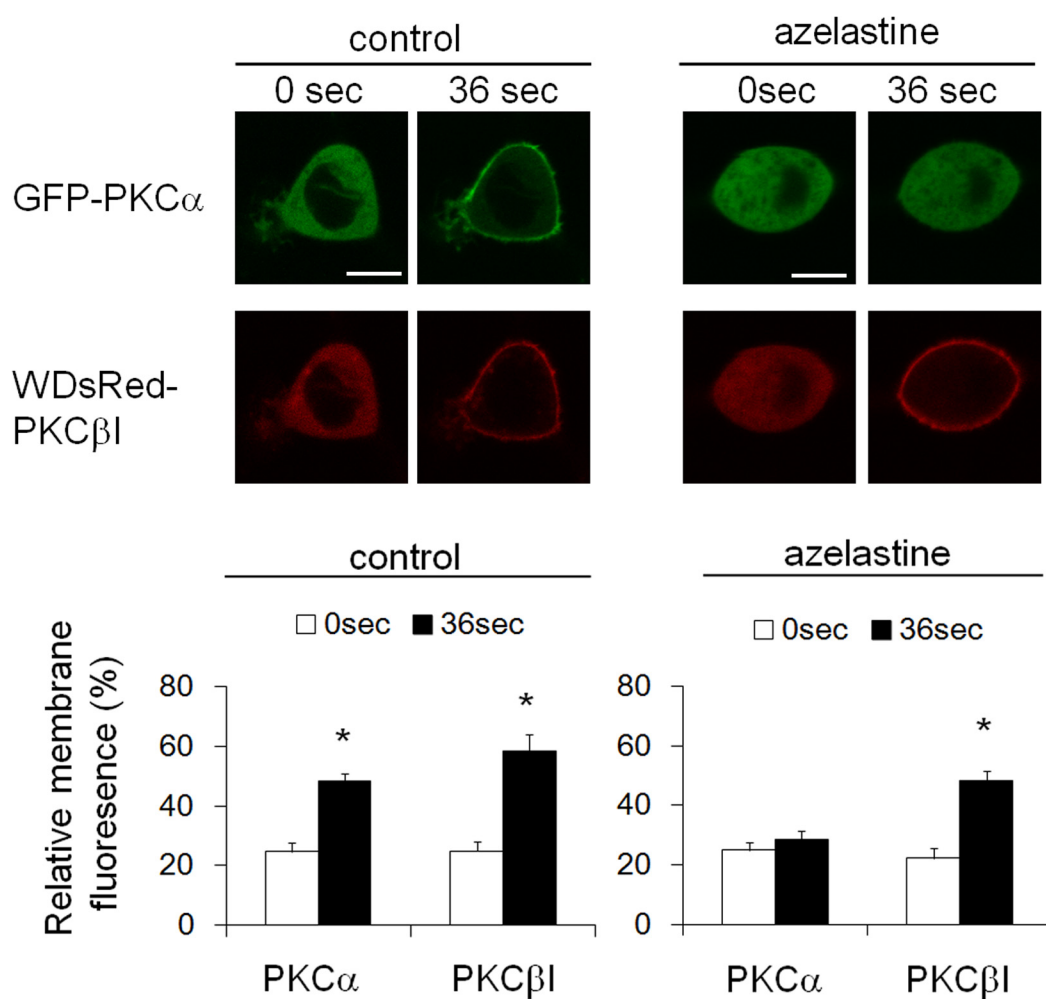 control azelastine
0 sec 36 sec 0sec 36 sec
GFP-PKCα
WDsRed-
PKCβI
control azelastine
0sec 36sec 0sec 36sec
Relative membrane
fluoresence (%)
80 80
* * *
60 60
40 40
20 20
0 0
PKCα PKCβI PKCα PKCβI